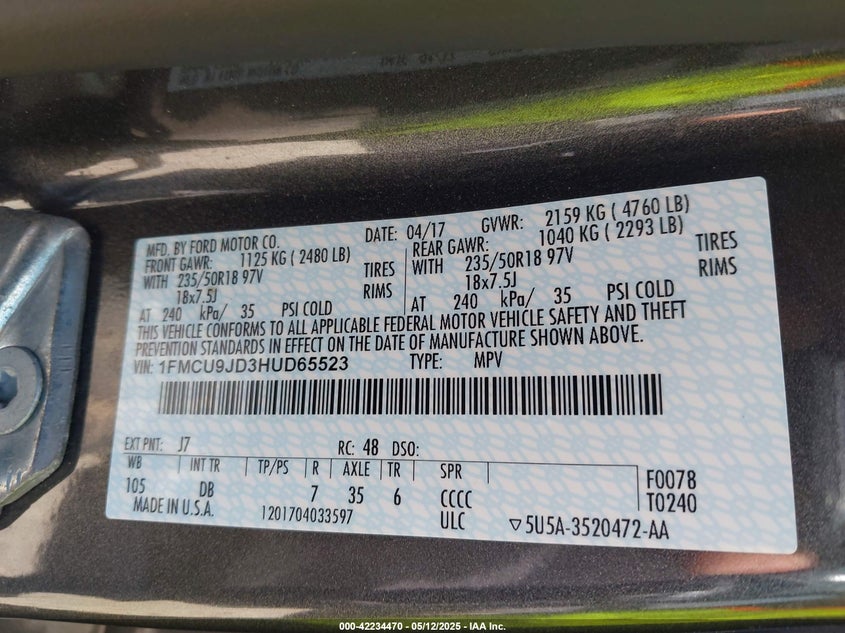 MFD. BY FORD MOTOR CO. DATE: 04/17 GVWR: 2159 KG ( 4760 LB)
FRONT GAWR: 1125 KG ( 2480 LB) REAR GAWR: 1040 KG ( 2293 LB)
WITH 235/50R18 97V TIRES WITH 235/50R18 97V TIRES
18x7.5J RIMS 18x7.5J RIMS
AT 240 kPa/ 35 PSI COLD AT 240 kPa/ 35 PSI COLD
THIS VEHICLE CONFORMS TO ALL APPLICABLE FEDERAL MOTOR VEHICLE SAFETY AND THEFT
PREVENTION STANDARDS IN EFFECT ON THE DATE OF MANUFACTURE SHOWN ABOVE.
VIN: 1FMCU9JD3HUD65523 TYPE: MPV
EXT PNT: J7 RC: 48 DSO:
WB INT TR TP/PS R AXLE TR SPR
105 DB 7 35 6 CCCC F0078
MADE IN U.S.A. 1201704033597 ULC T0240
▽5U5A-3520472-AA
000-42234470 - 05/12/2025 - IAA Inc.